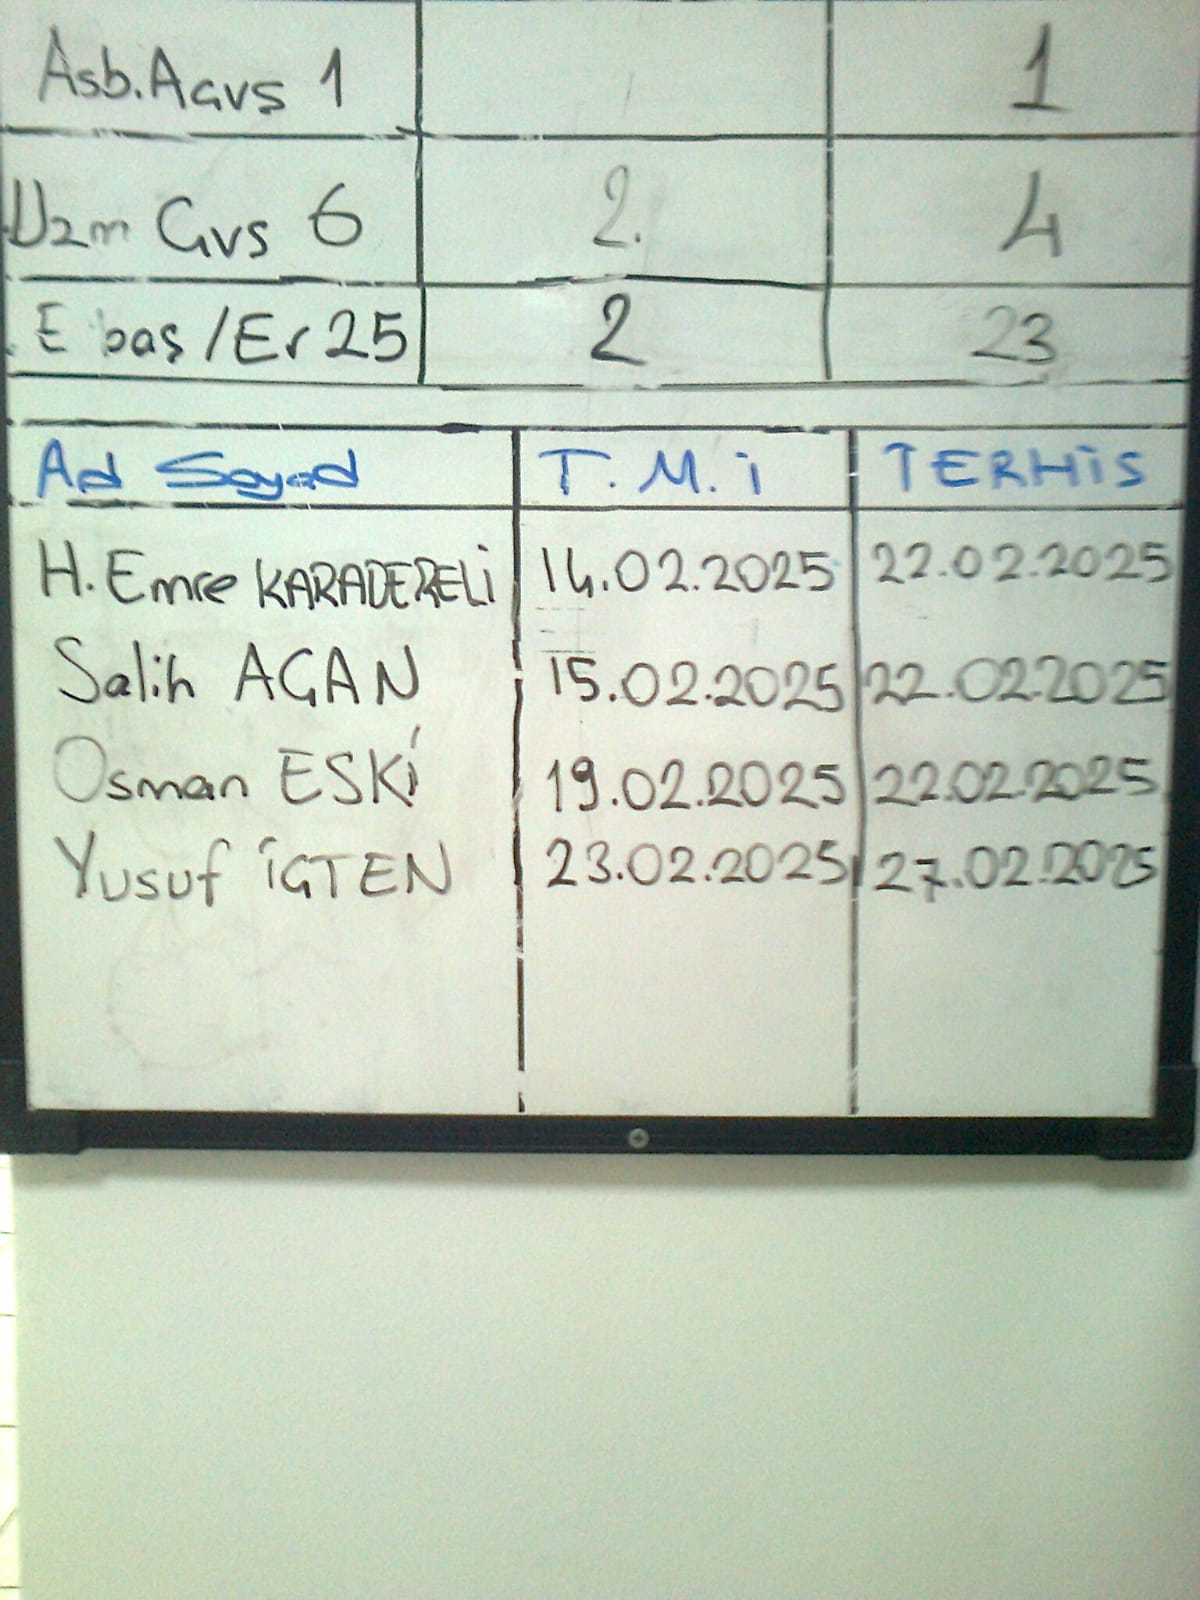 Asb.Aavş 1 1
Uzm Çvş 6 2. 4
E baş/Er 25 2 23
Ad Soyad T.M.İ TERHİS
H.Emre KARADERELİ 14.02.2025 22.02.2025
Salih AGAN 15.02.2025 22.02.2025
Osman ESKİ 19.02.2025 22.02.2025
Yusuf İGTEN 23.02.2025 27.02.2025